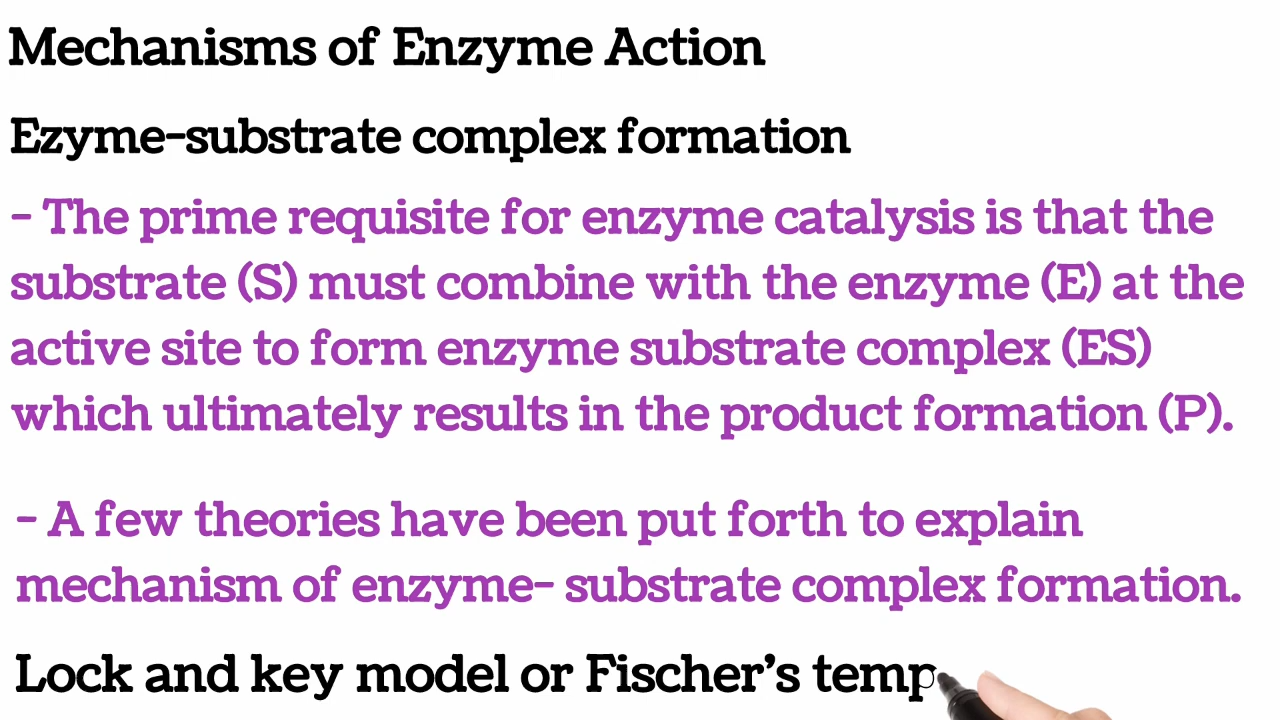 Mechanisms of Enzyme Action
Ezyme-substrate complex formation
- The prime requisite for enzyme catalysis is that the
substrate (S) must combine with the enzyme (E) at the
active site to form enzyme substrate complex (ES)
which ultimately results in the product formation (P).
- A few theories have been put forth to explain
mechanism of enzyme- substrate complex formation.
Lock and key model or Fischer's temp